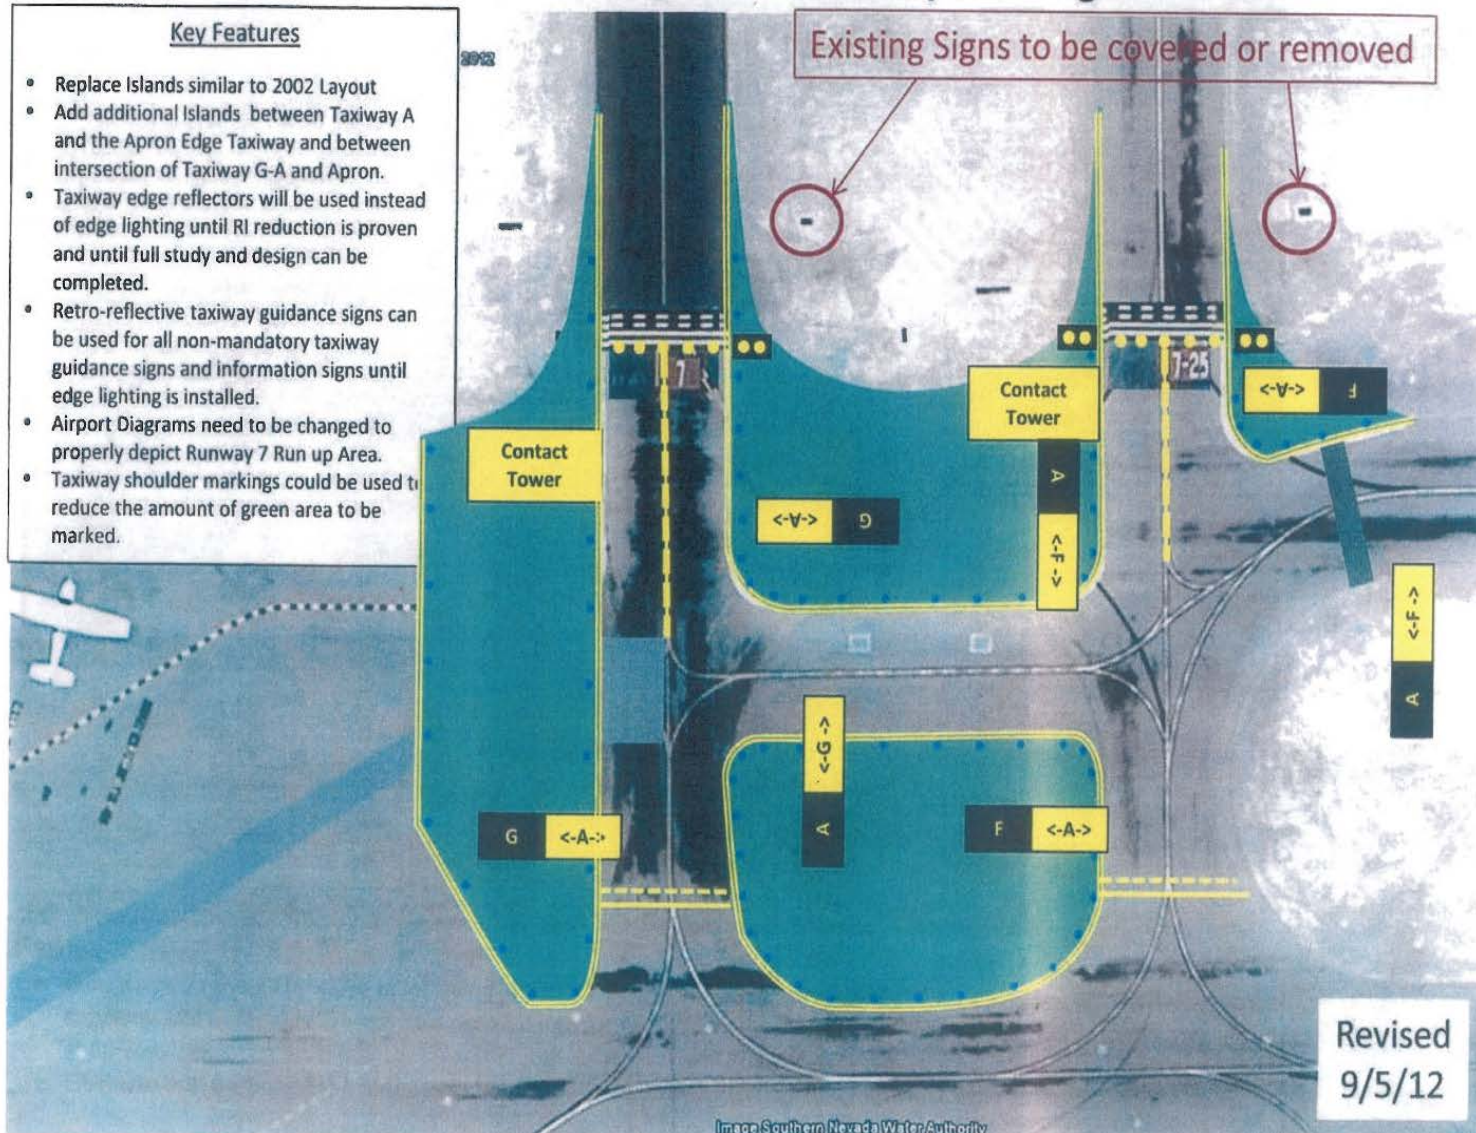 Key Features
• Replace Islands similar to 2002 Layout
• Add additional Islands between Taxiway A
and the Apron Edge Taxiway and between
intersection of Taxiway G-A and Apron.
• Taxiway edge reflectors will be used instead
of edge lighting until RI reduction is proven
and until full study and design can be
completed.
• Retro-reflective taxiway guidance signs can
be used for all non-mandatory taxiway
guidance signs and information signs until
edge lighting is installed.
• Airport Diagrams need to be changed to
properly depict Runway 7 Run up Area.
• Taxiway shoulder markings could be used
reduce the amount of green area to be
marked.
2012
Existing Signs to be covered or removed
7
7-25
Contact
Tower
Contact
Tower
<-A->
F
A
<-F->
<-A->
G
<-F->
A
<-G->
A
G
<-A->
F
<-A->
Revised
9/5/12
Image Southern Nevada Water Authority